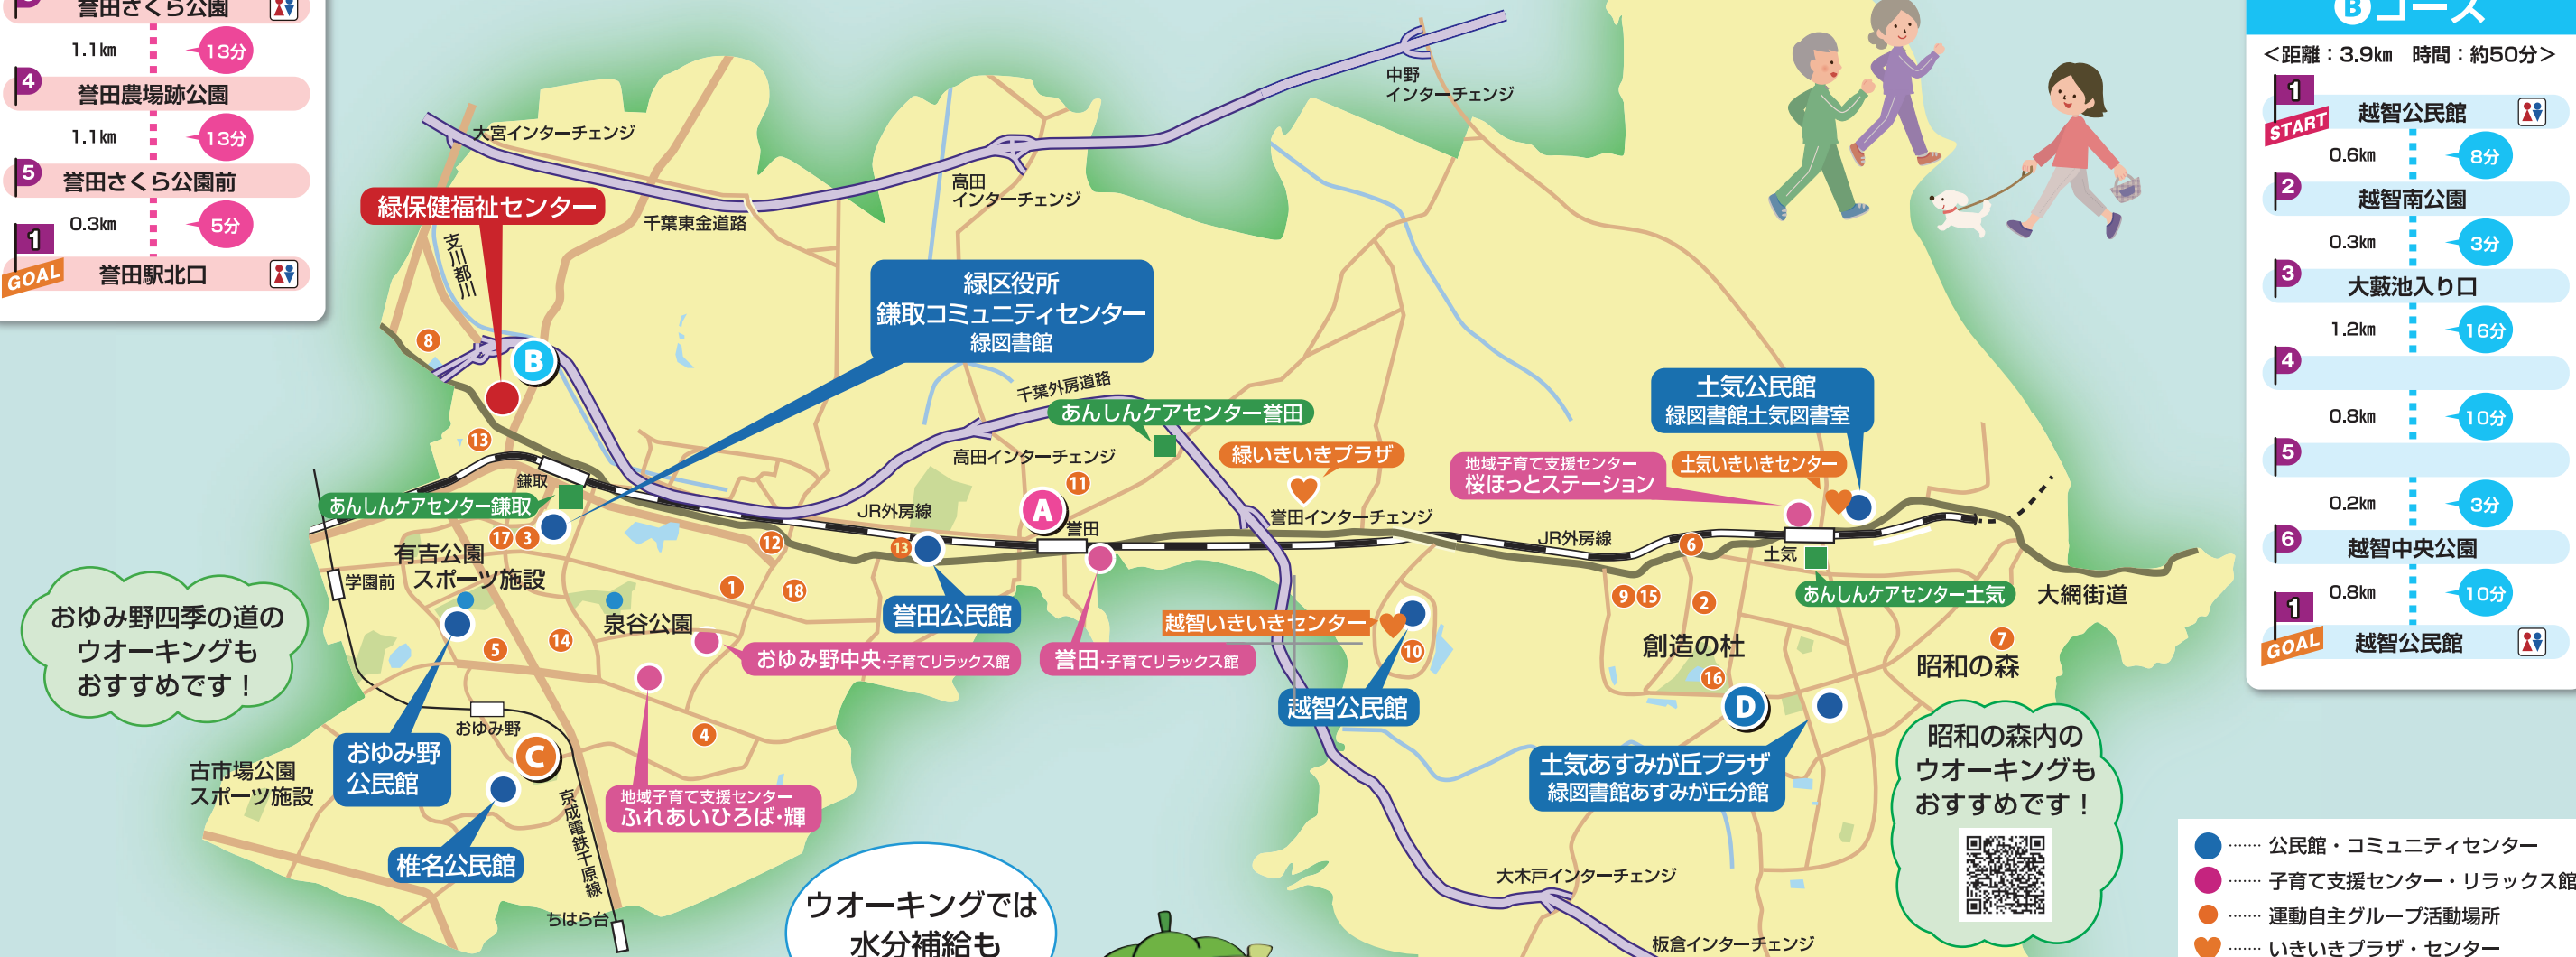 誉田さくら公園
1.1km
13分
4
誉田農場跡公園
1.1km
13分
5
誉田さくら公園前
0.3km
5分
1
GOAL
誉田駅北口
Bコース
＜距離：3.9km　時間：約50分＞
1
START
越智公民館
0.6km
8分
2
越智南公園
0.3km
3分
3
大藪池入り口
1.2km
16分
4
0.8km
10分
5
0.2km
3分
6
越智中央公園
0.8km
10分
1
GOAL
越智公民館
中野
インターチェンジ
大宮インターチェンジ
高田
インターチェンジ
千葉東金道路
緑保健福祉センター
支川都川
緑区役所
鎌取コミュニティセンター
緑図書館
8
B
13
千葉外房道路
あんしんケアセンター誉田
高田インターチェンジ
11
A
誉田
緑いきいきプラザ
誉田インターチェンジ
地域子育て支援センター
桜ほっとステーション
土気いきいきセンター
土気公民館
緑図書館土気図書室
鎌取
あんしんケアセンター鎌取
17
3
JR外房線
12
13
JR外房線
6
土気
あんしんケアセンター土気
大網街道
有吉公園
スポーツ施設
学園前
1
18
誉田公民館
越智いきいきセンター
9
15
2
7
おゆみ野四季の道の
ウオーキングも
おすすめです！
5
14
泉谷公園
おゆみ野中央・子育てリラックス館
誉田・子育てリラックス館
10
創造の杜
昭和の森
16
越智公民館
D
おゆみ野
4
C
おゆみ野
公民館
古市場公園
スポーツ施設
京成電鉄千原線
地域子育て支援センター
ふれあいひろば・輝
土気あすみが丘プラザ
緑図書館あすみが丘分館
昭和の森内の
ウオーキングも
おすすめです！
椎名公民館
ちはら台
ウオーキングでは
水分補給も
大木戸インターチェンジ
板倉インターチェンジ
……公民館・コミュニティセンター
……子育て支援センター・リラックス館
……運動自主グループ活動場所
……いきいきプラザ・センター